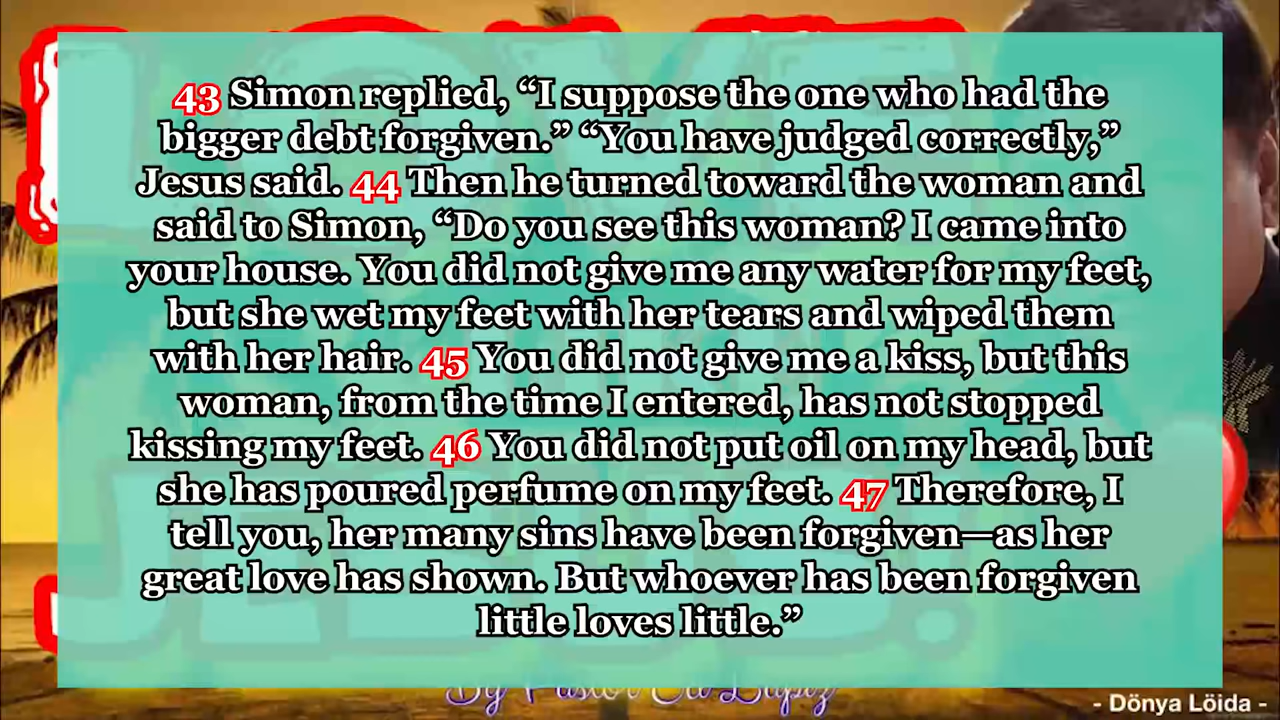 43 Simon replied, “I suppose the one who had the
bigger debt forgiven.” “You have judged correctly,”
Jesus said. 44 Then he turned toward the woman and
said to Simon, “Do you see this woman? I came into
your house. You did not give me any water for my feet,
but she wet my feet with her tears and wiped them
with her hair. 45 You did not give me a kiss, but this
woman, from the time I entered, has not stopped
kissing my feet. 46 You did not put oil on my head, but
she has poured perfume on my feet. 47 Therefore, I
tell you, her many sins have been forgiven—as her
great love has shown. But whoever has been forgiven
little loves little.”
By Pastor Ed Lapiz
- Dönya Löida -